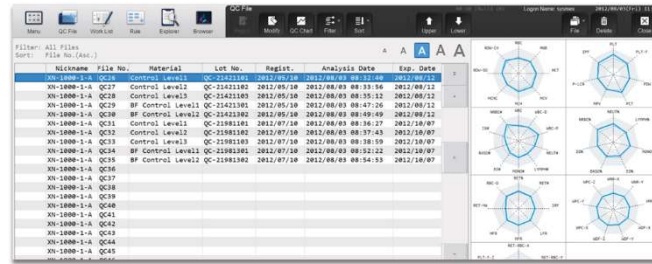 QC File
Logon Name: sysmex
Menu QC File Work List Rule Explorer Browser Modify QC Chart Filter Sort Upper Lower File Delete Close
Filter: All Files
Sort: File No.(Asc.)
A A A A A
Nickname File No. Material Lot No. Regist. Analysis Date Exp. Date
XN-1000-1-A QC26 Control Level1 QC-21421101 2012/05/10 2012/08/03 08:32:40 2012/08/12
XN-1000-1-A QC27 Control Level2 QC-21421102 2012/05/10 2012/08/03 08:33:56 2012/08/12
XN-1000-1-A QC28 Control Level3 QC-21421103 2012/05/10 2012/08/03 08:35:12 2012/08/12
XN-1000-1-A QC29 BF Control Level1 QC-21421301 2012/05/10 2012/08/03 08:47:26 2012/08/12
XN-1000-1-A QC30 BF Control Level2 QC-21421302 2012/05/10 2012/08/03 08:49:49 2012/08/12
XN-1000-1-A QC31 Control Level1 QC-21981101 2012/07/10 2012/08/03 08:36:27 2012/10/07
XN-1000-1-A QC32 Control Level2 QC-21981102 2012/07/10 2012/08/03 08:37:43 2012/10/07
XN-1000-1-A QC33 Control Level3 QC-21981103 2012/07/10 2012/08/03 08:38:59 2012/10/07
XN-1000-1-A QC34 BF Control Level1 QC-21981301 2012/07/10 2012/08/03 08:52:22 2012/10/07
XN-1000-1-A QC35 BF Control Level2 QC-21981302 2012/07/10 2012/08/03 08:54:53 2012/10/07
XN-1000-1-A QC36
XN-1000-1-A QC37
XN-1000-1-A QC38
XN-1000-1-A QC39
XN-1000-1-A QC40
XN-1000-1-A QC41
XN-1000-1-A QC42
XN-1000-1-A QC43
XN-1000-1-A QC44
XN-1000-1-A QC45